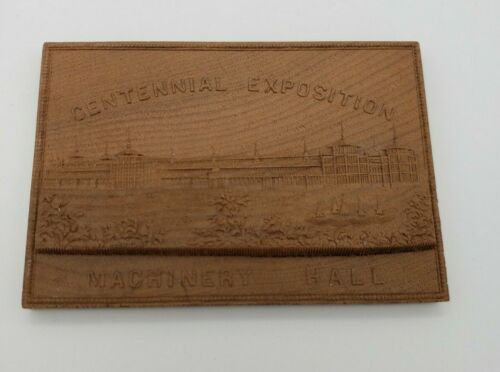 CENTENNIAL EXPOSITION
MACHINERY HALL